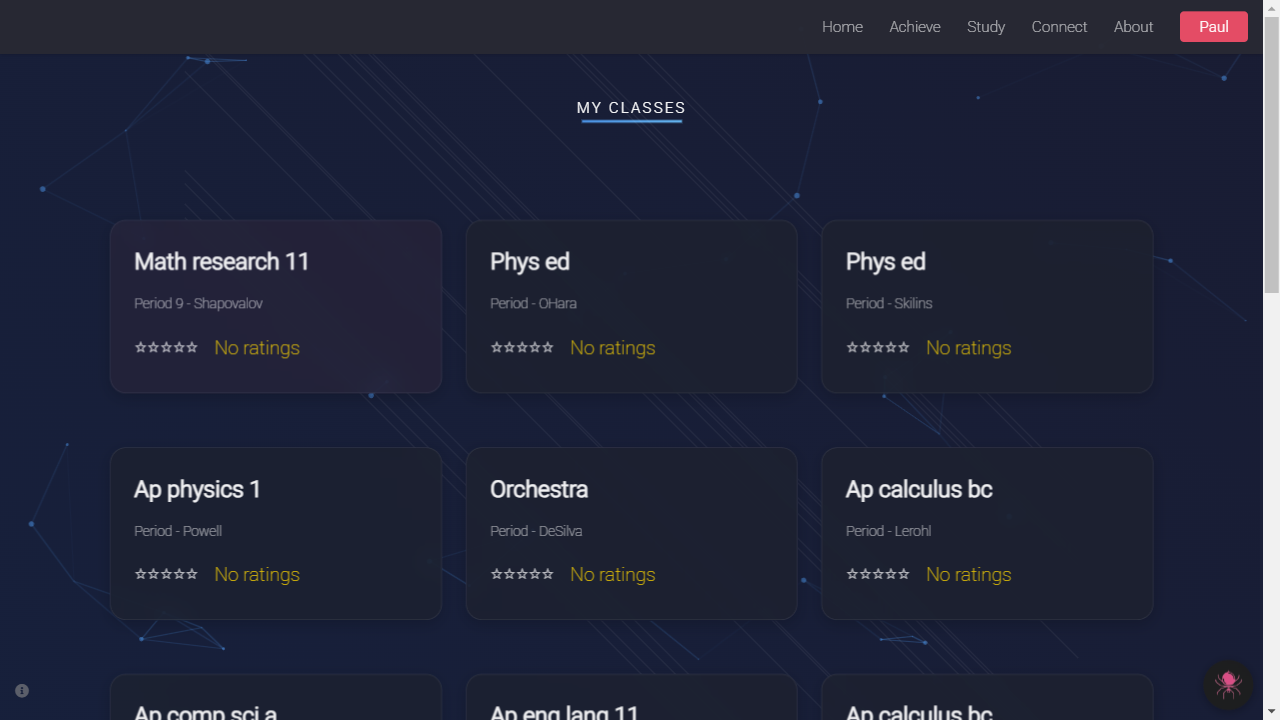 Home Achieve Study Connect About Paul
MY CLASSES
Math research 11
Period 9 - Shapovalov
☆☆☆☆☆ No ratings
Phys ed
Period - OHara
☆☆☆☆☆ No ratings
Phys ed
Period - Skilins
☆☆☆☆☆ No ratings
Ap physics 1
Period - Powell
☆☆☆☆☆ No ratings
Orchestra
Period - DeSilva
☆☆☆☆☆ No ratings
Ap calculus bc
Period - Lerohl
☆☆☆☆☆ No ratings
Ap comp sci a
Ap eng lang 11
Ap calculus bc